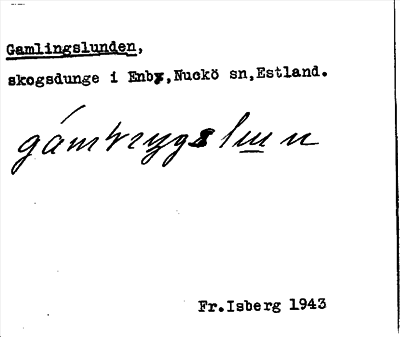 Gamlingslunden,
skogsdunge i Enby, Nuckö sn, Estland.
Fr. Isberg 1943